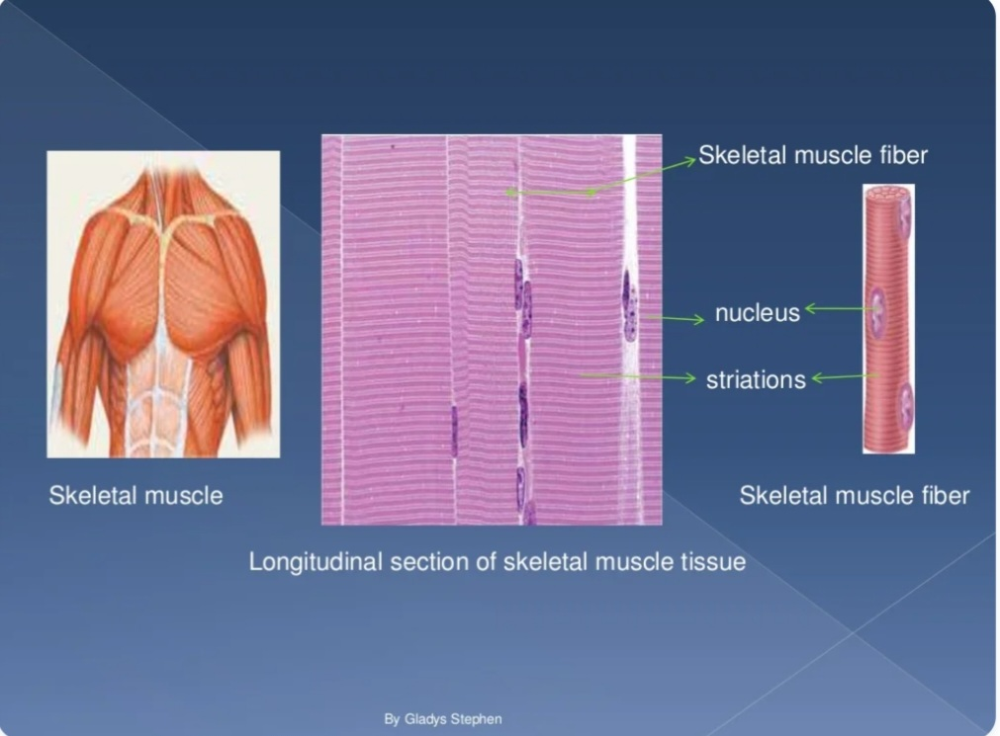 Skeletal muscle fiber
nucleus
striations
Skeletal muscle
Skeletal muscle fiber
Longitudinal section of skeletal muscle tissue
By Gladys Stephen